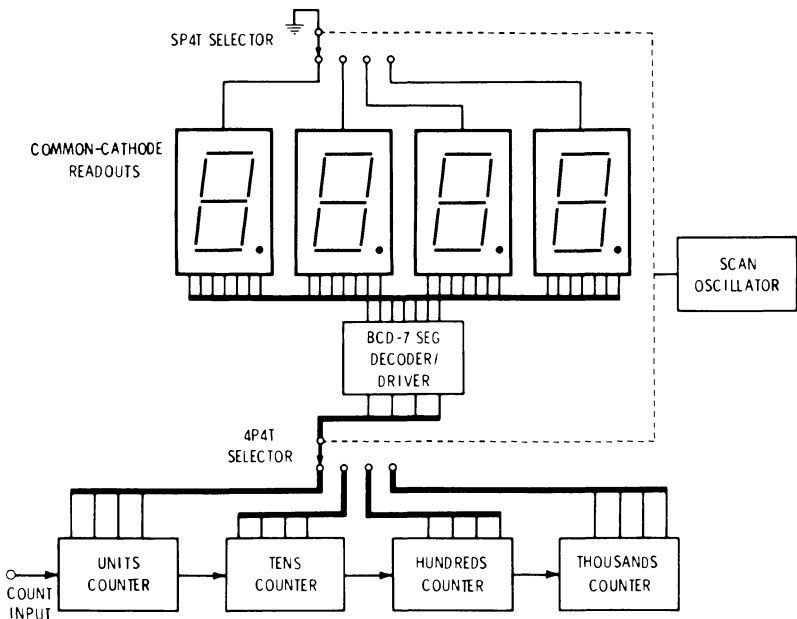 SP4T SELECTOR
COMMON-CATHODE
READOUTS
SCAN
OSCILLATOR
BCD-7 SEG
DECODER/
DRIVER
4P4T
SELECTOR
UNITS
COUNTER
TENS
COUNTER
HUNDREDS
COUNTER
THOUSANDS
COUNTER
COUNT
INPUT